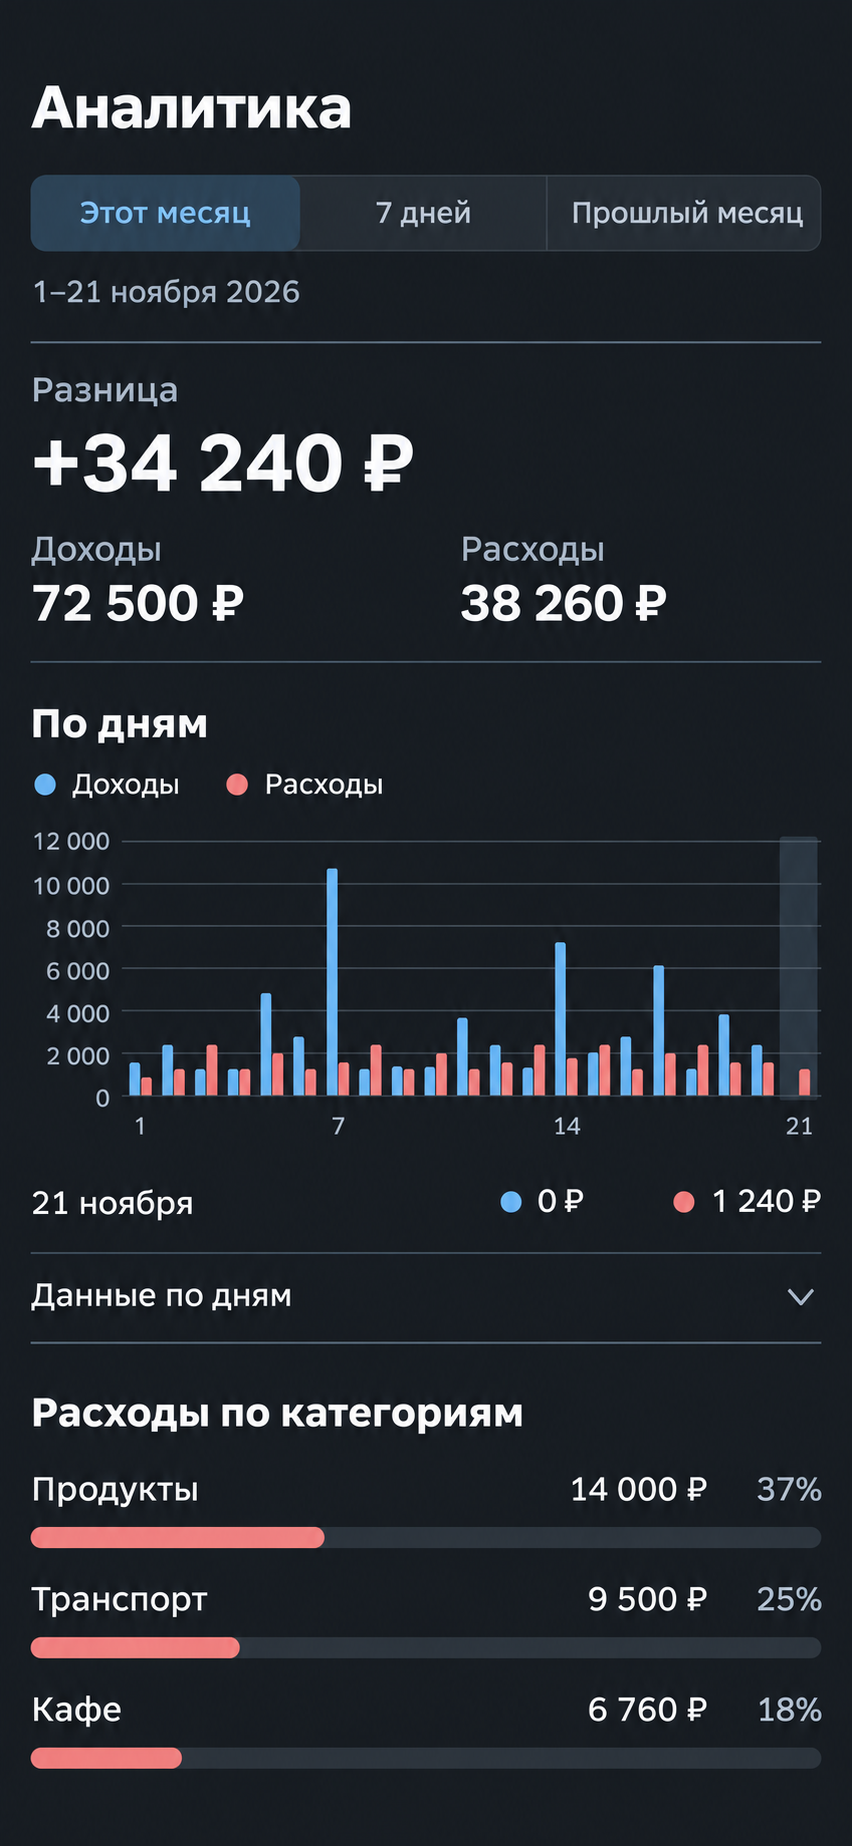 Аналитика
Этот месяц 7 дней Прошлый месяц
1–21 ноября 2026
Разница
+34 240 ₽
Доходы Расходы
72 500 ₽ 38 260 ₽
По дням
Доходы Расходы
12 000
10 000
8 000
6 000
4 000
2 000
0
1 7 14 21
21 ноября 0 ₽ 1 240 ₽
Данные по дням
Расходы по категориям
Продукты 14 000 ₽ 37%
Транспорт 9 500 ₽ 25%
Кафе 6 760 ₽ 18%